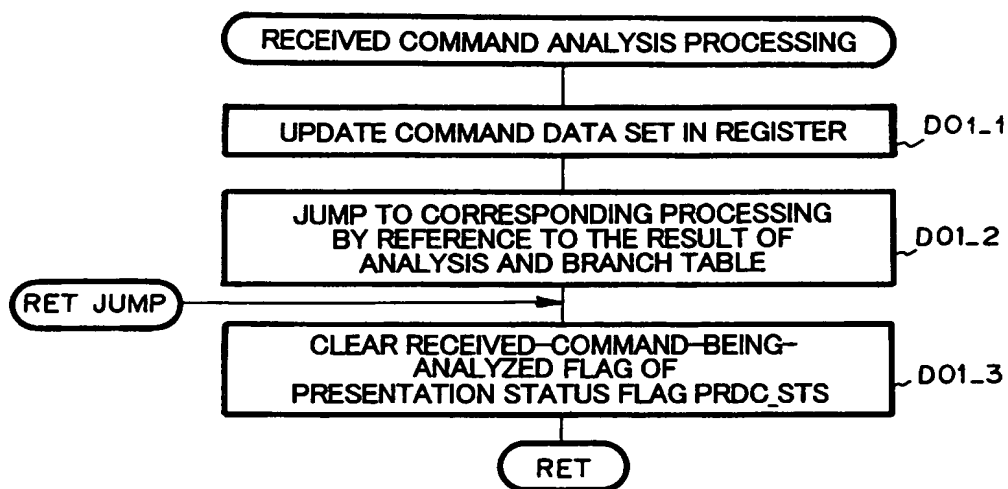 RECEIVED COMMAND ANALYSIS PROCESSING
UPDATE COMMAND DATA SET IN REGISTER
D01_1
JUMP TO CORRESPONDING PROCESSING
BY REFERENCE TO THE RESULT OF
ANALYSIS AND BRANCH TABLE
D01_2
RET JUMP
CLEAR RECEIVED-COMMAND-BEING-
ANALYZED FLAG OF
PRESENTATION STATUS FLAG PRDC_STS
D01_3
RET